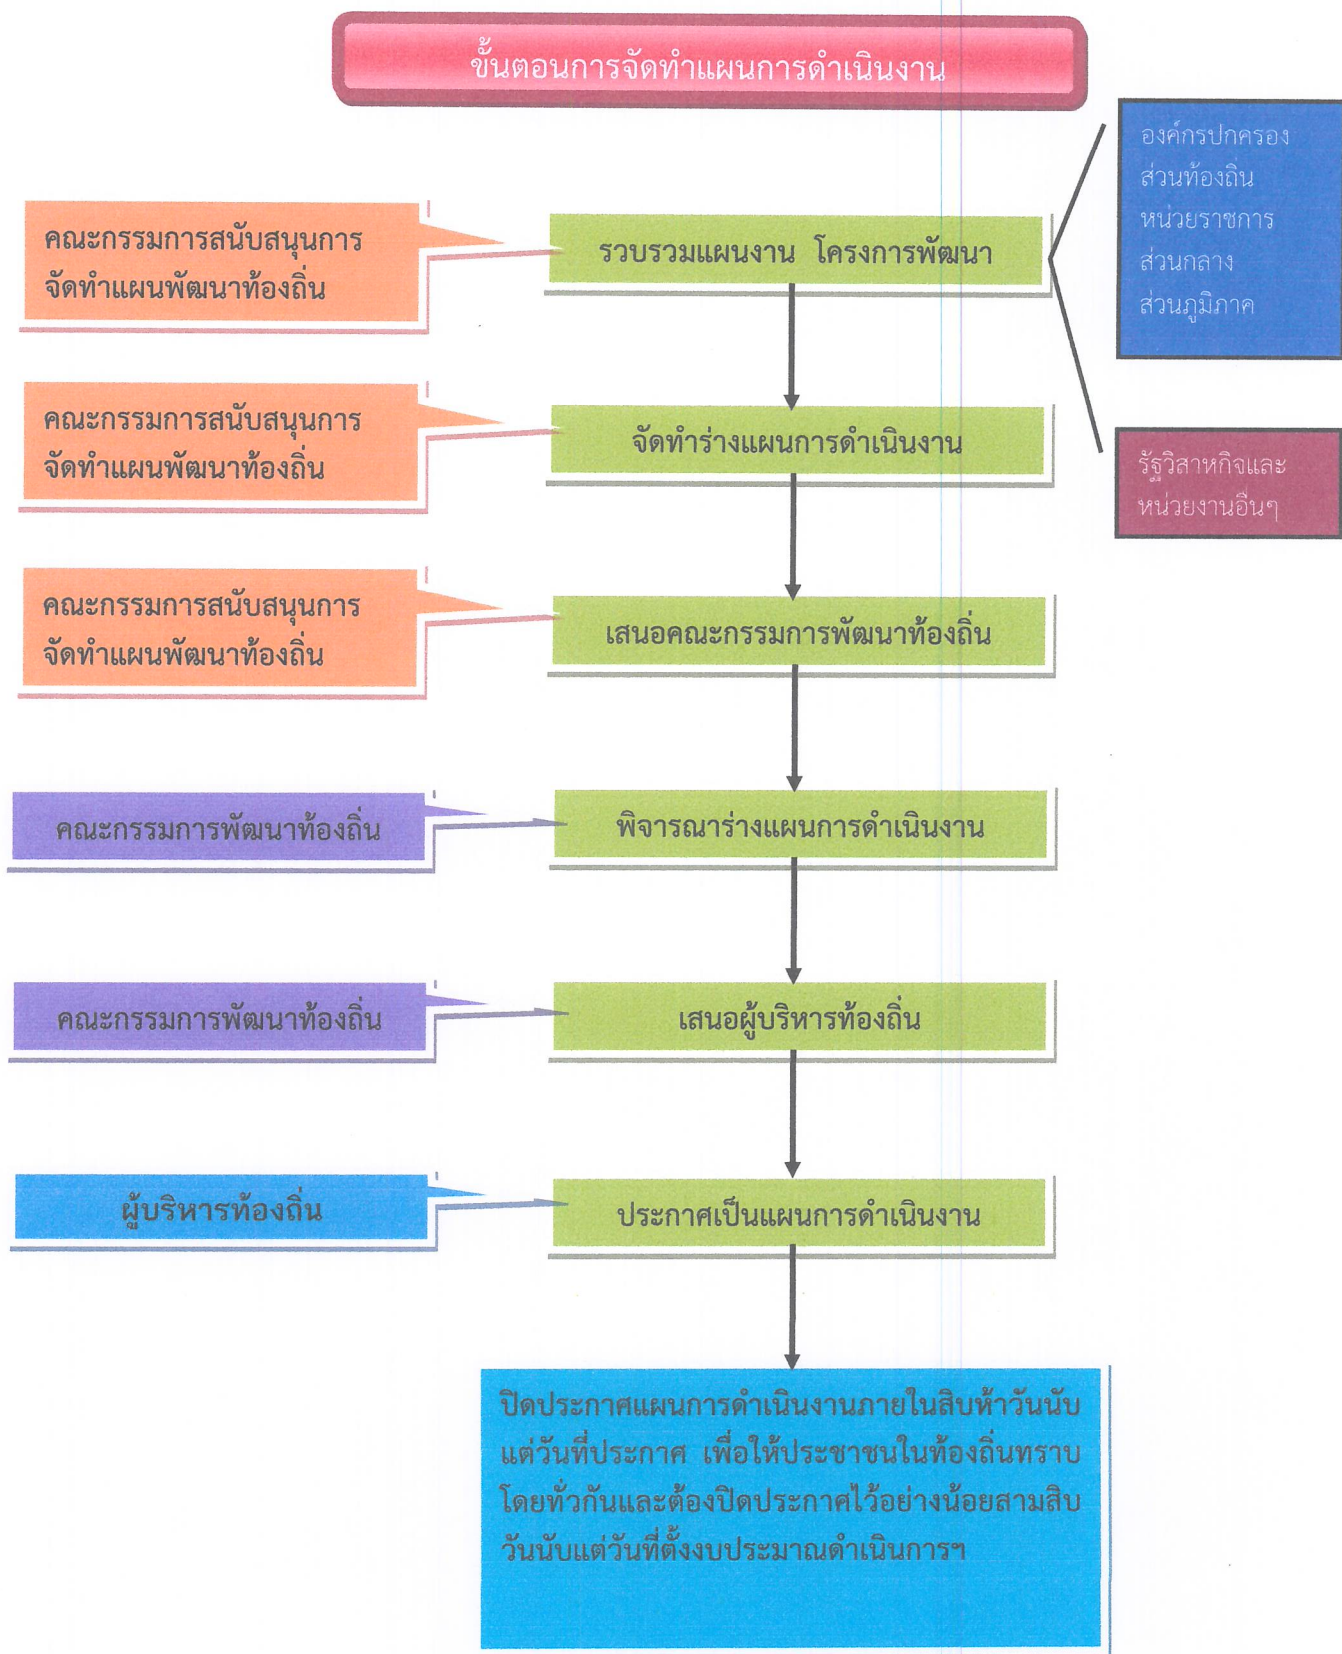 ขั้นตอนการจัดทำแผนการดำเนินงาน
องค์กรปกครอง
ส่วนท้องถิ่น
หน่วยราชการ
ส่วนกลาง
ส่วนภูมิภาค
คณะกรรมการสนับสนุนการ
จัดทำแผนพัฒนาท้องถิ่น
รวบรวมแผนงาน โครงการพัฒนา
คณะกรรมการสนับสนุนการ
จัดทำแผนพัฒนาท้องถิ่น
จัดทำร่างแผนการดำเนินงาน
รัฐวิสาหกิจและ
หน่วยงานอื่นๆ
คณะกรรมการสนับสนุนการ
จัดทำแผนพัฒนาท้องถิ่น
เสนอคณะกรรมการพัฒนาท้องถิ่น
คณะกรรมการพัฒนาท้องถิ่น
พิจารณาร่างแผนการดำเนินงาน
คณะกรรมการพัฒนาท้องถิ่น
เสนอผู้บริหารท้องถิ่น
ผู้บริหารท้องถิ่น
ประกาศเป็นแผนการดำเนินงาน
ปิดประกาศแผนการดำเนินงานภายในสิบห้าวันนับ
แต่วันที่ประกาศ เพื่อให้ประชาชนในท้องถิ่นทราบ
โดยทั่วกันและต้องปิดประกาศไว้อย่างน้อยสามสิบ
วันนับแต่วันที่ตั้งงบประมาณดำเนินการฯ